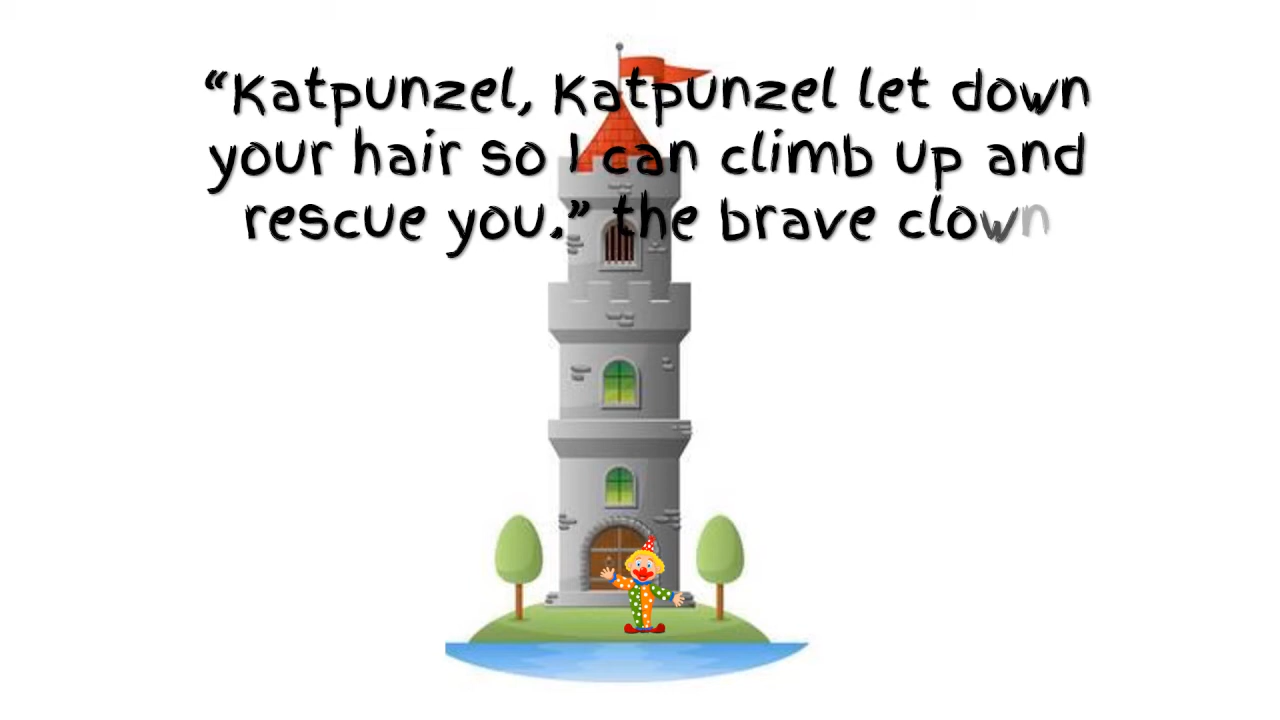 “Katpunzel, Katpunzel let down
your hair so I can climb up and
rescue you.” the brave clown